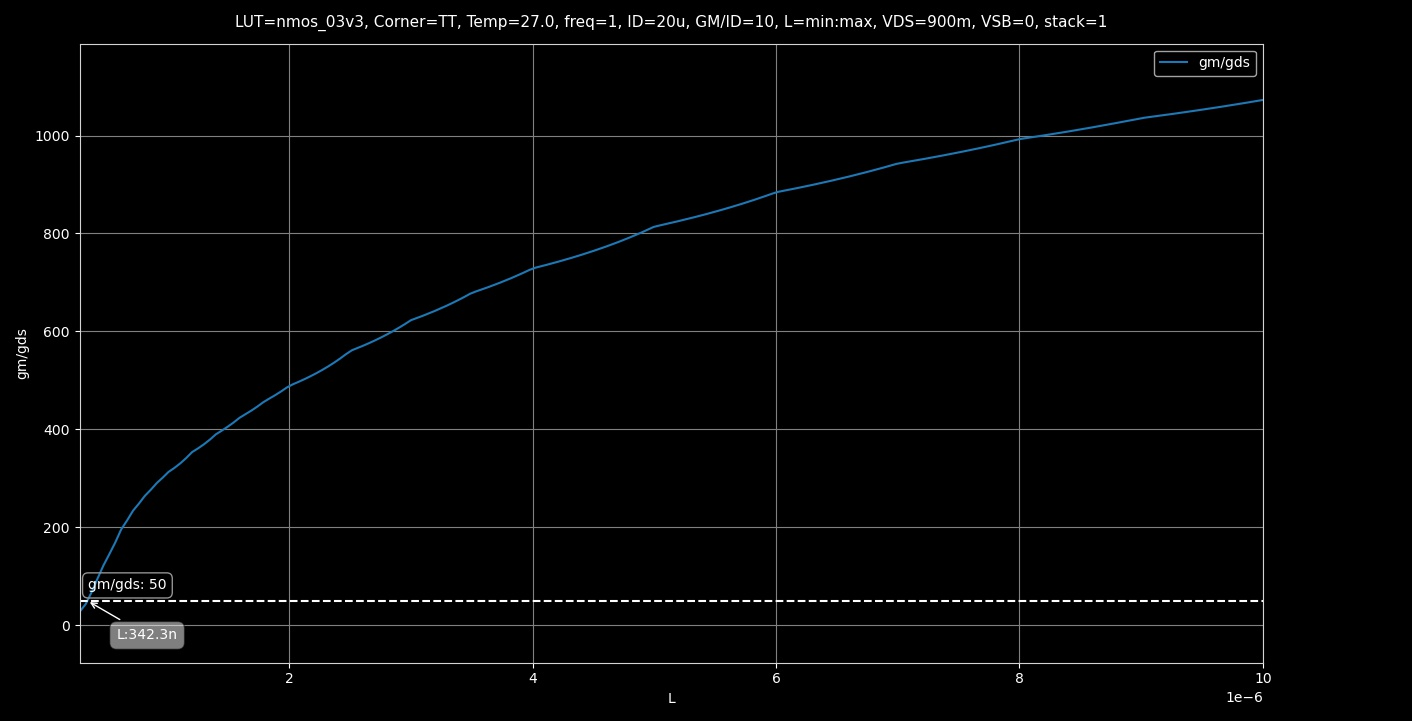 LUT=nmos_03v3, Corner=TT, Temp=27.0, freq=1, ID=20u, GM/ID=10, L=min:max, VDS=900m, VSB=0, stack=1
gm/gds
1000
800
600
400
200
0
gm/gds
gm/gds: 50
L:342.3n
2
4
6
8
10
L
1e−6